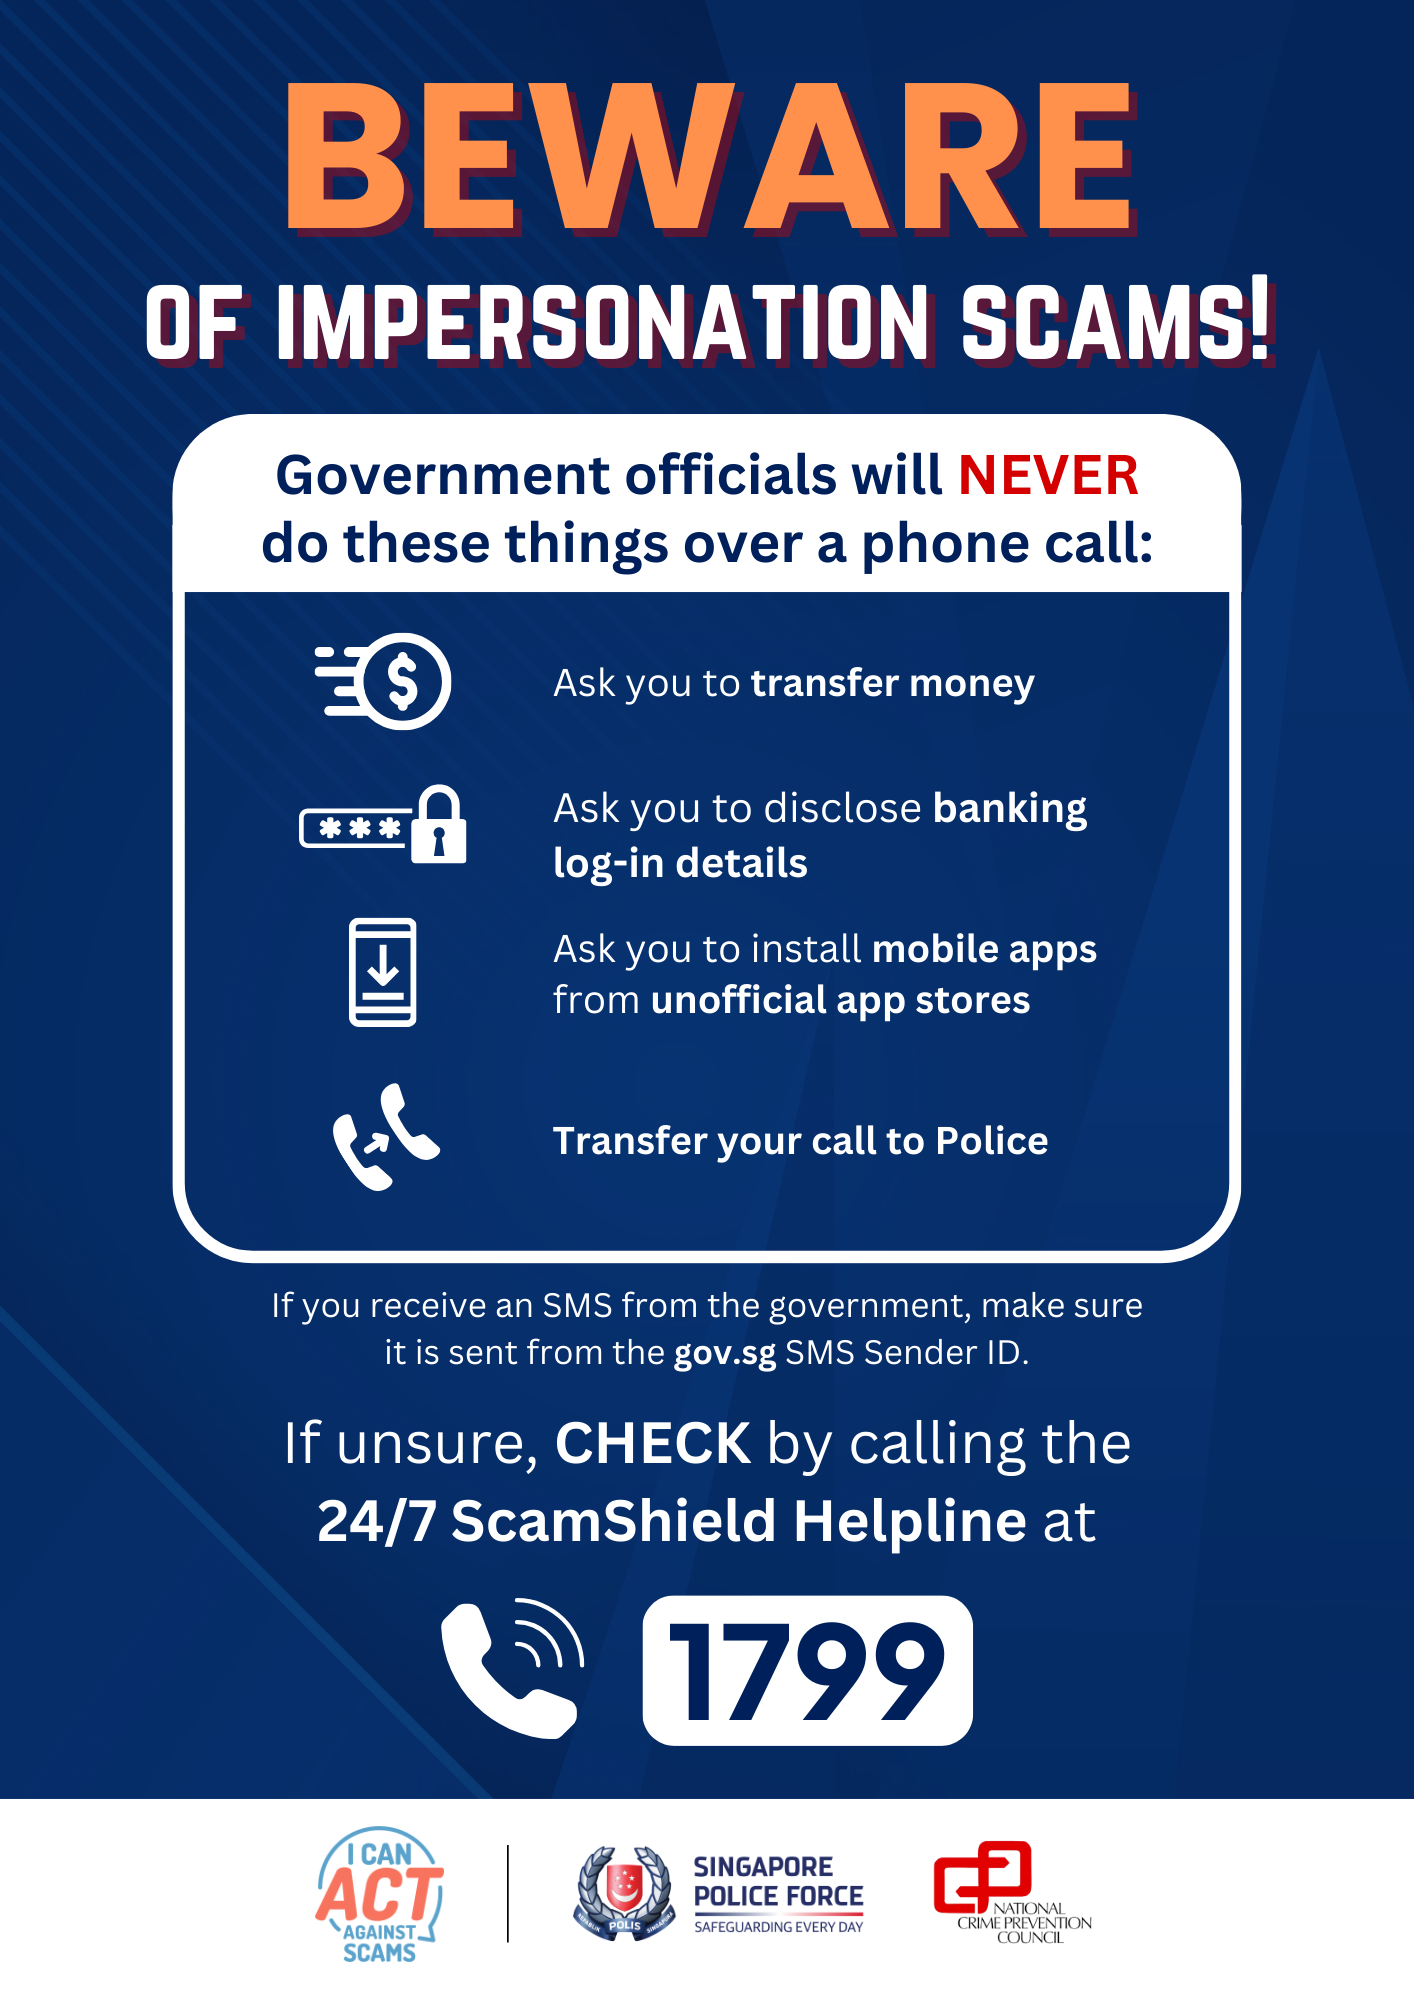 BEWARE
OF IMPERSONATION SCAMS!
Government officials will NEVER
do these things over a phone call:
$
Ask you to transfer money
***
Ask you to disclose banking
log-in details
Ask you to install mobile apps
from unofficial app stores
Transfer your call to Police
If you receive an SMS from the government, make sure
it is sent from the gov.sg SMS Sender ID.
If unsure, CHECK by calling the
24/7 ScamShield Helpline at
1799
I CAN
ACT
AGAINST
SCAMS
REPABLIK POLIS SINGAPURA
SINGAPORE
POLICE FORCE
SAFEGUARDING EVERY DAY
NATIONAL
CRIME PREVENTION
COUNCIL